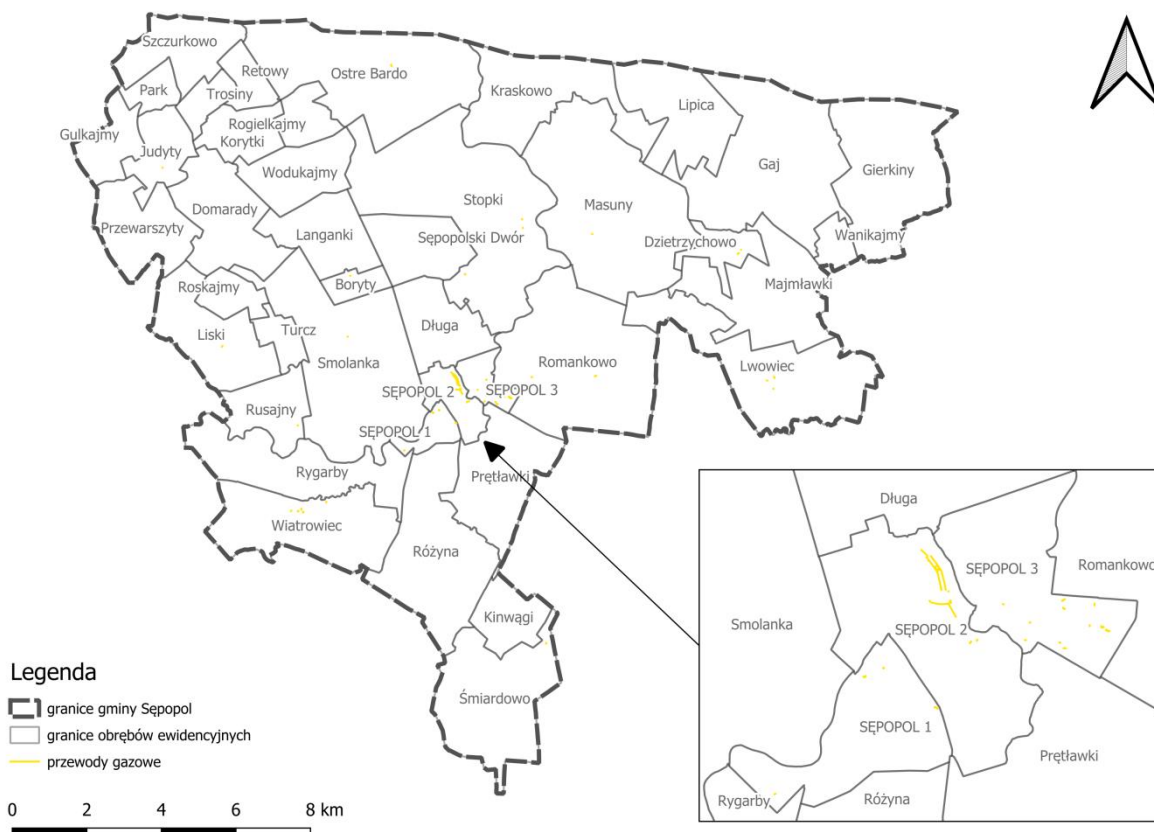 Szczurkowo
Retowy
Ostre Bardo
Park
Trosiny
Kraskowo
Lipica
Rogielkajmy
Gulkajmy
Korytki
Judyty
Gaj
Gierkiny
Wodukajmy
Stopki
Masuny
Domarady
Przewarszyty
Langanki
Sępopolski Dwór
Dzietrzychowo
Wanikajmy
Roskajmy
Boryty
Majmławki
Liski
Turcz
Długa
Smolanka
Romankowo
Lwowiec
SĘPOPOL 2
SĘPOPOL 3
Rusajny
SĘPOPOL 1
Rygarby
Prętławki
Wiatrowiec
Różyna
Kinwągi
Śmiardowo
Długa
SĘPOPOL 3
Romankowo
Smolanka
SĘPOPOL 2
SĘPOPOL 1
Prętławki
Rygarby
Różyna
Legenda
granice gminy Sępopol
granice obrębów ewidencyjnych
przewody gazowe
0 2 4 6 8 km